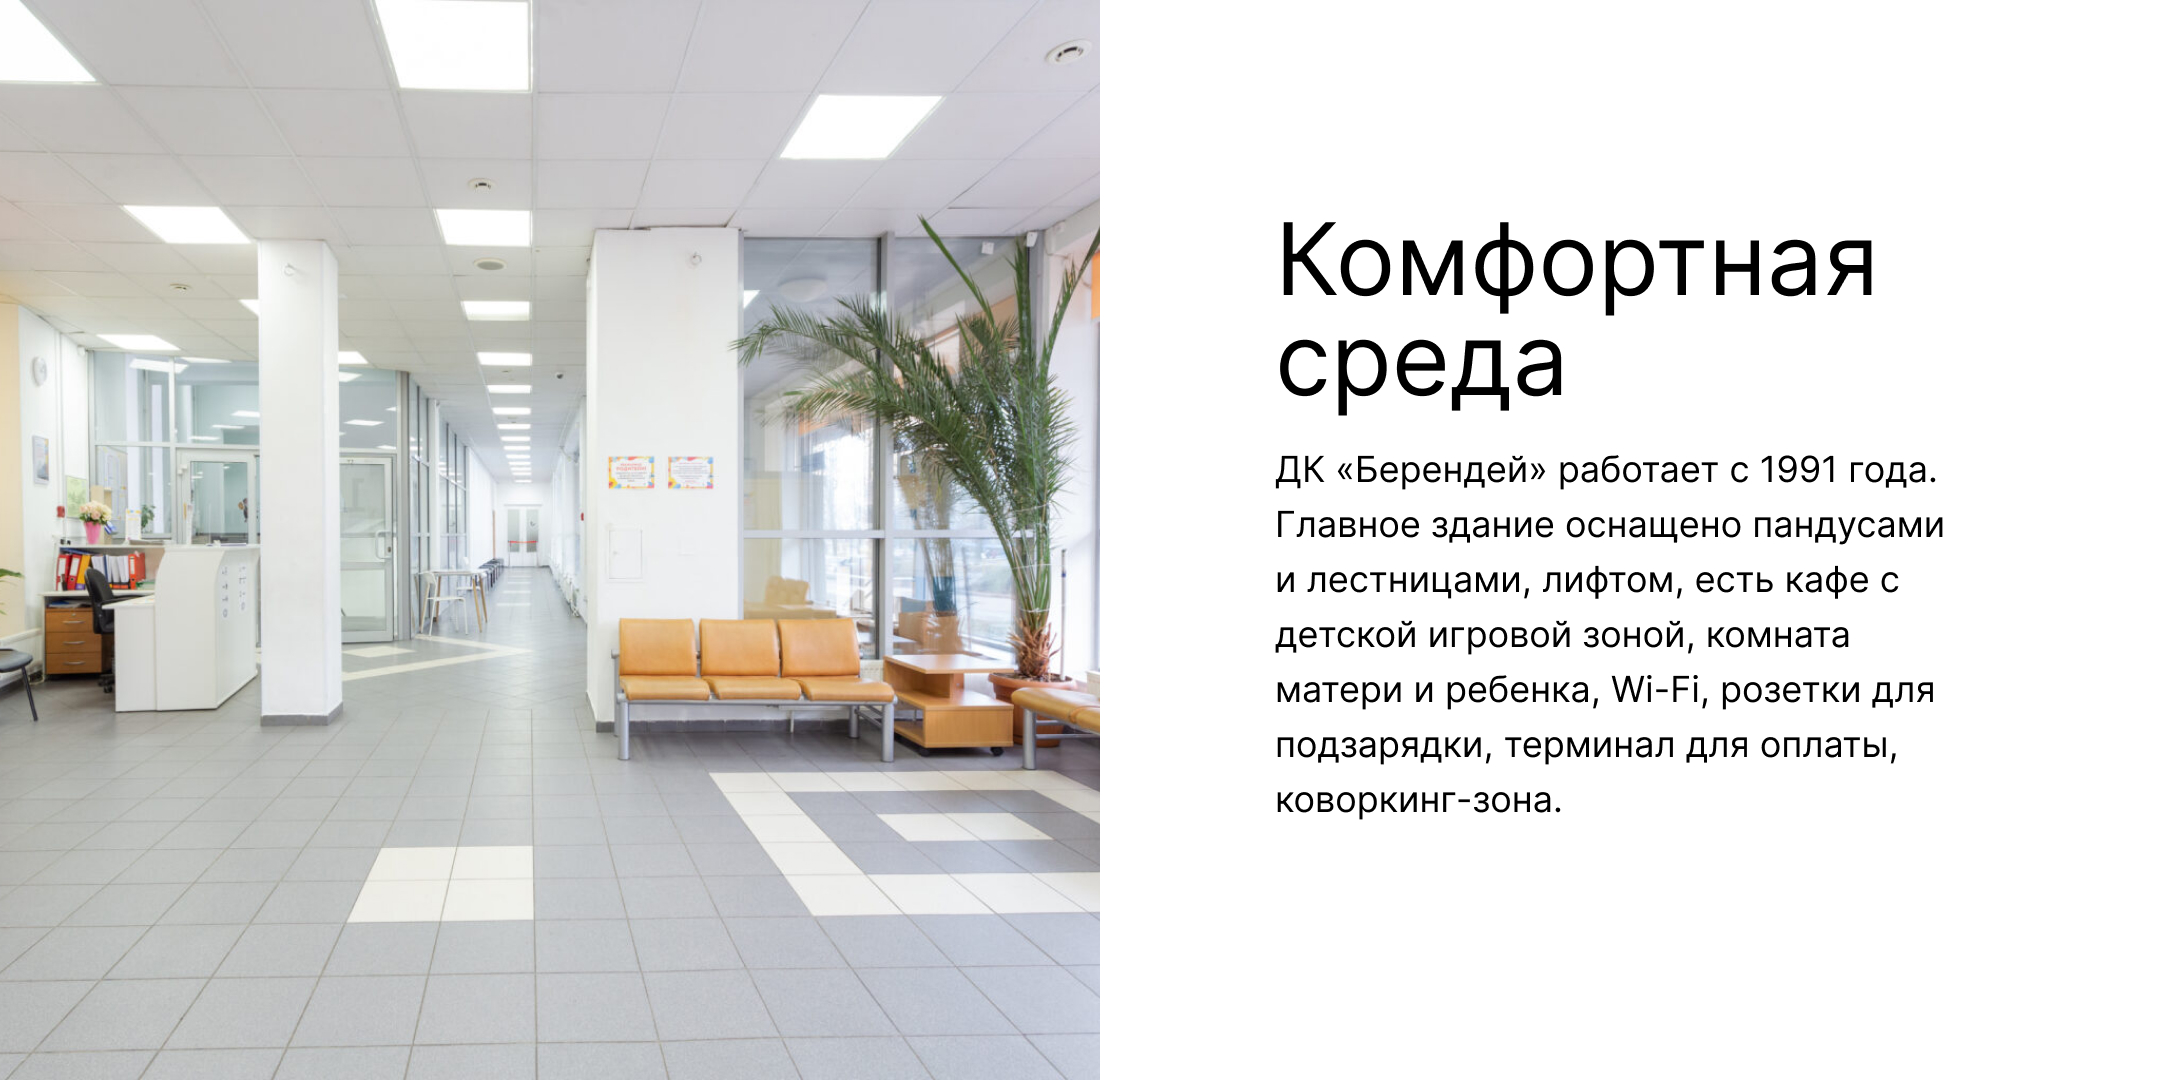 Комфортная
среда
ДК «Берендей» работает с 1991 года.
Главное здание оснащено пандусами
и лестницами, лифтом, есть кафе с
детской игровой зоной, комната
матери и ребенка, Wi-Fi, розетки для
подзарядки, терминал для оплаты,
коворкинг-зона.